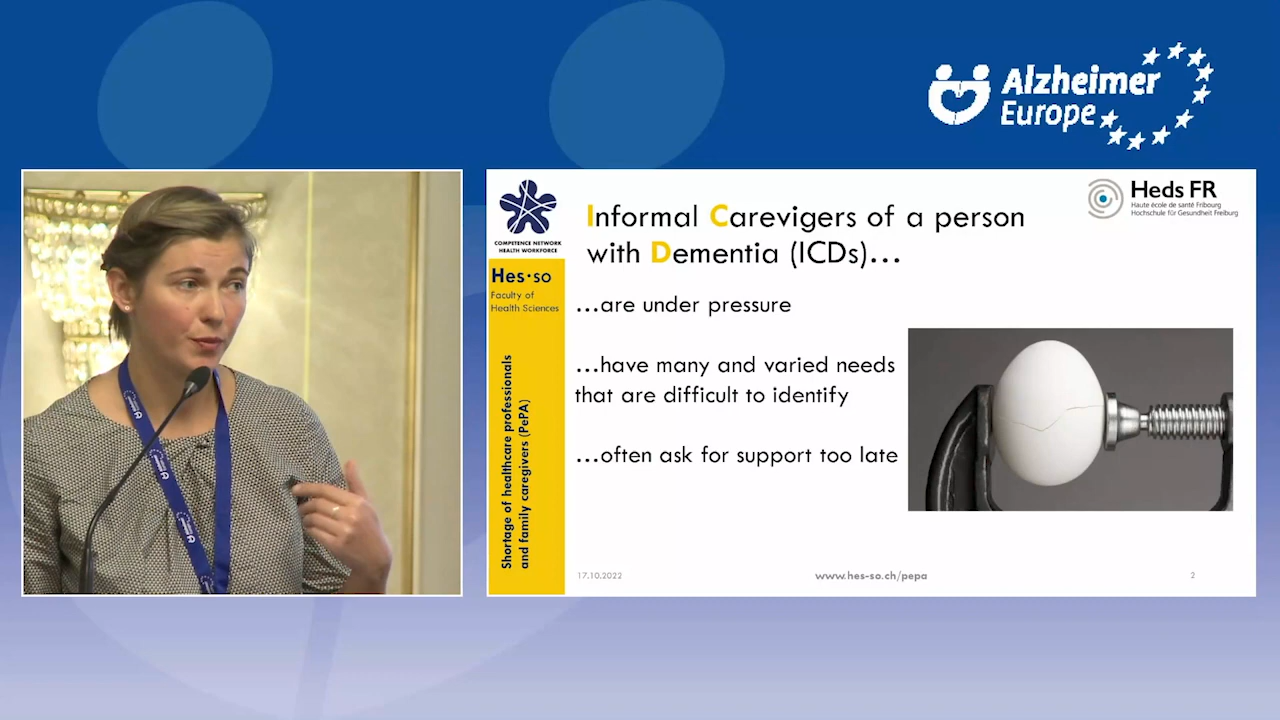 Alzheimer
Europe
COMPETENCE NETWORK
HEALTH WORKFORCE
Hes·so
Faculty of
Health Sciences
Shortage of healthcare professionals
and family caregivers (PePA)
Heds FR
Haute école de santé Fribourg
Hochschule für Gesundheit Freiburg
Informal Carevigers of a person
with Dementia (ICDs)...
...are under pressure
...have many and varied needs
that are difficult to identify
...often ask for support too late
17.10.2022
www.hes-so.ch/pepa
2